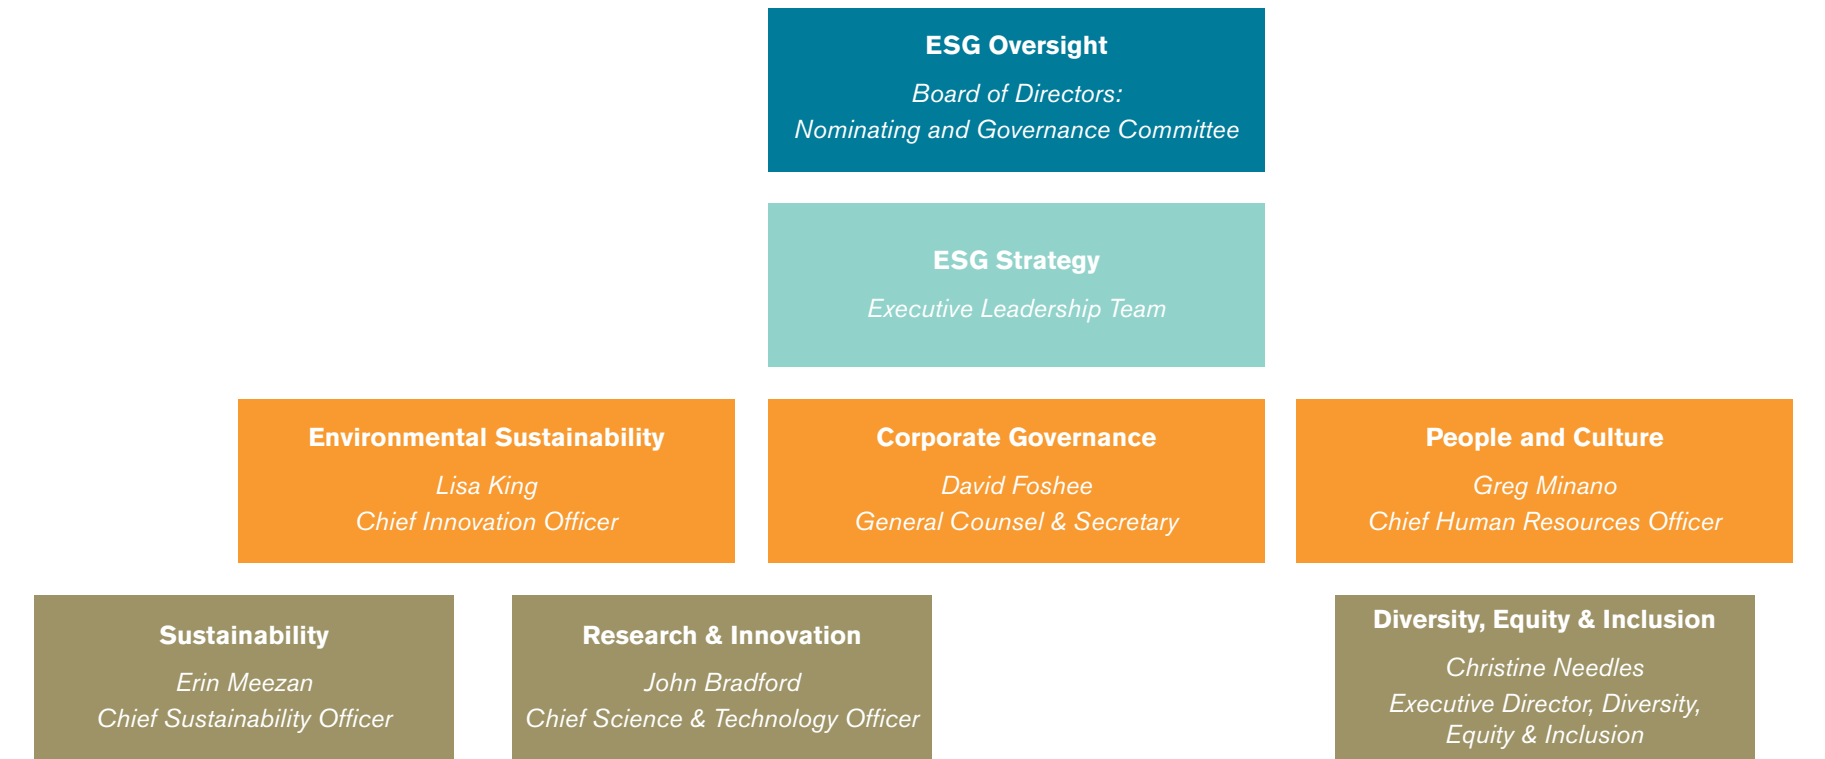 ESG Oversight
Board of Directors:
Nominating and Governance Committee
ESG Strategy
Executive Leadership Team
Environmental Sustainability
Lisa King
Chief Innovation Officer
Corporate Governance
David Foshee
General Counsel & Secretary
People and Culture
Greg Minano
Chief Human Resources Officer
Sustainability
Erin Meezan
Chief Sustainability Officer
Research & Innovation
John Bradford
Chief Science & Technology Officer
Diversity, Equity & Inclusion
Christine Needles
Executive Director, Diversity,
Equity & Inclusion